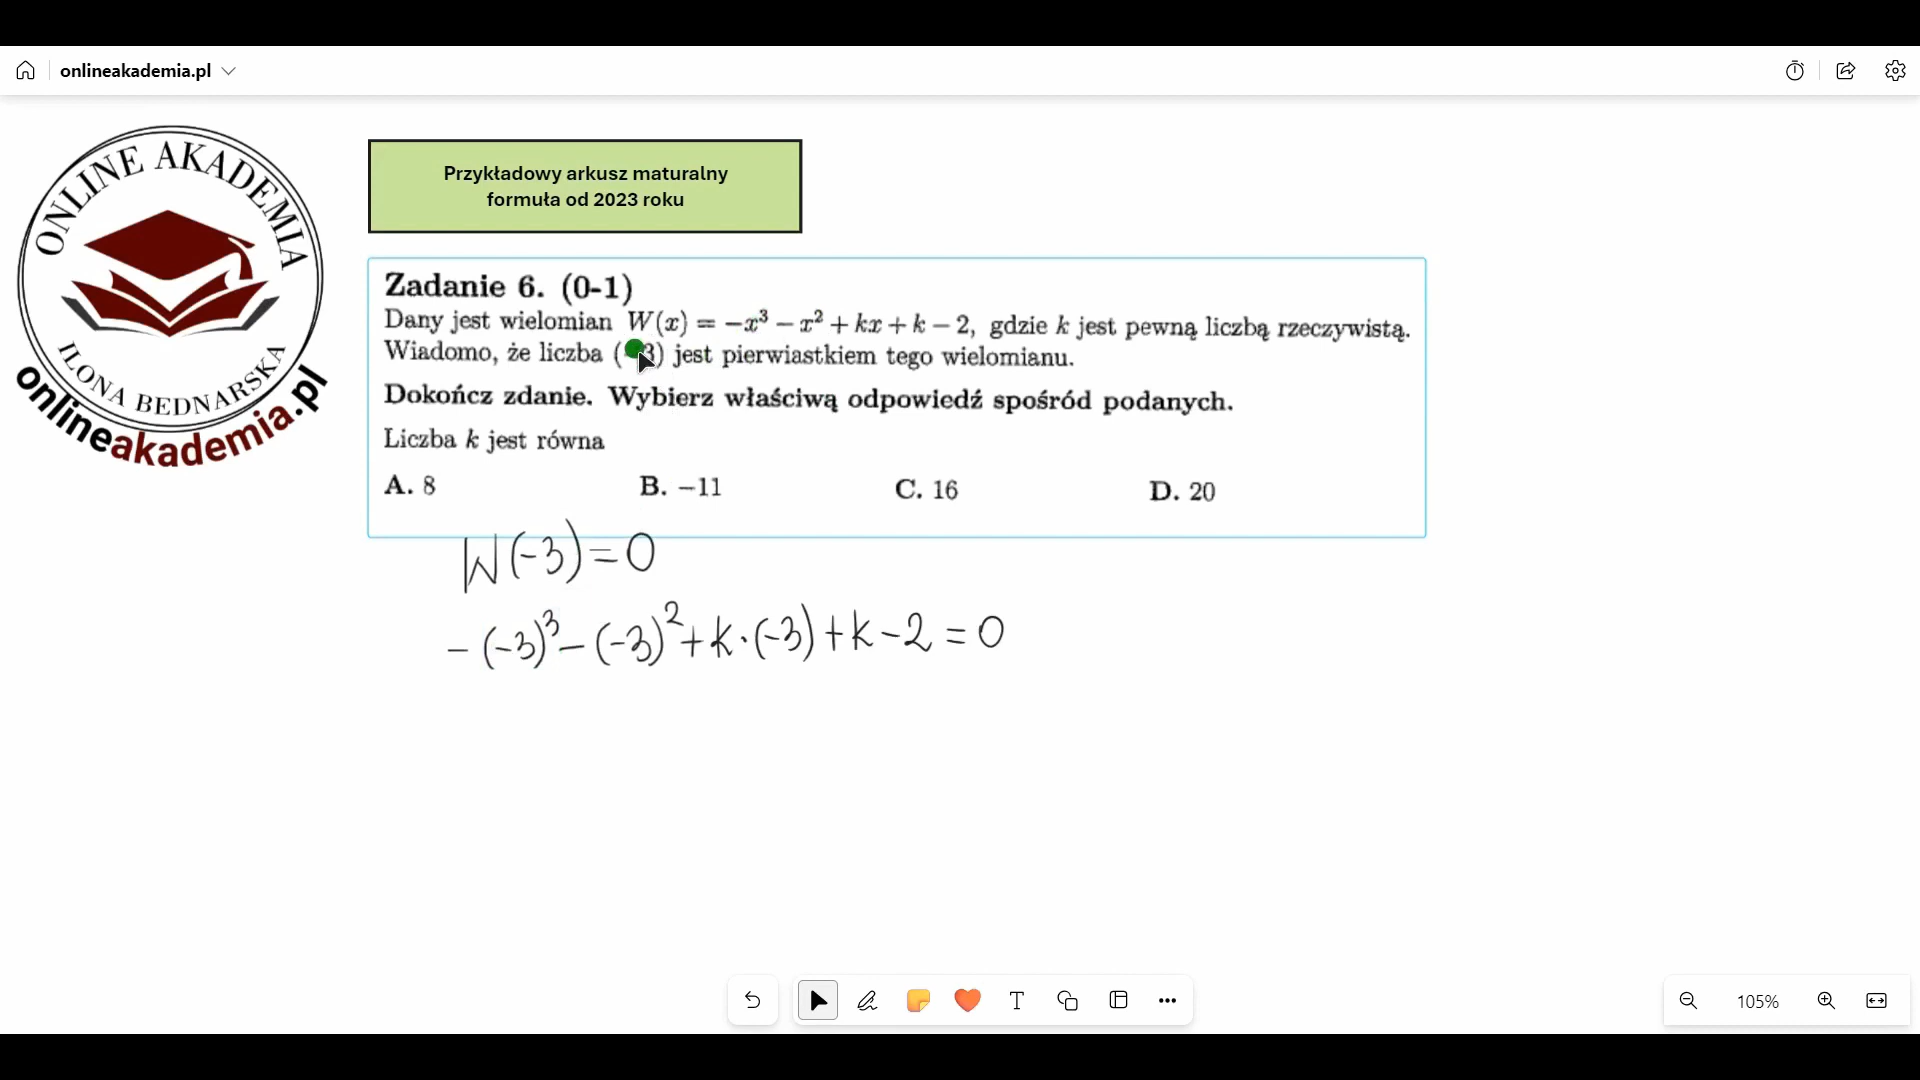 onlineakademia.pl
ONLINE AKADEMIA
ILONA BEDNARSKA
onlineakademia.pl
Przykładowy arkusz maturalny
formuła od 2023 roku
Zadanie 6. (0-1)
Dany jest wielomian W(x) = −x³ − x² + kx + k − 2, gdzie k jest pewną liczbą rzeczywistą.
Wiadomo, że liczba (−3) jest pierwiastkiem tego wielomianu.
Dokończ zdanie. Wybierz właściwą odpowiedź spośród podanych.
Liczba k jest równa
A. 8 B. −11 C. 16 D. 20
W(-3)=0
-(-3)³-(-3)²+k·(-3)+k-2=0
105%